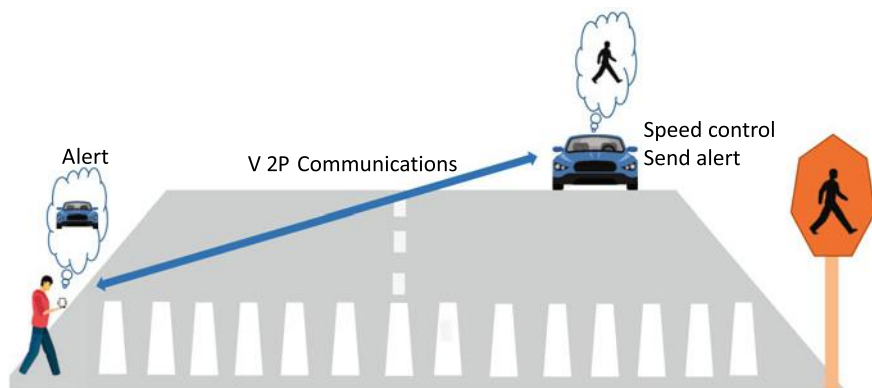 Alert
V 2P Communications
Speed control
Send alert